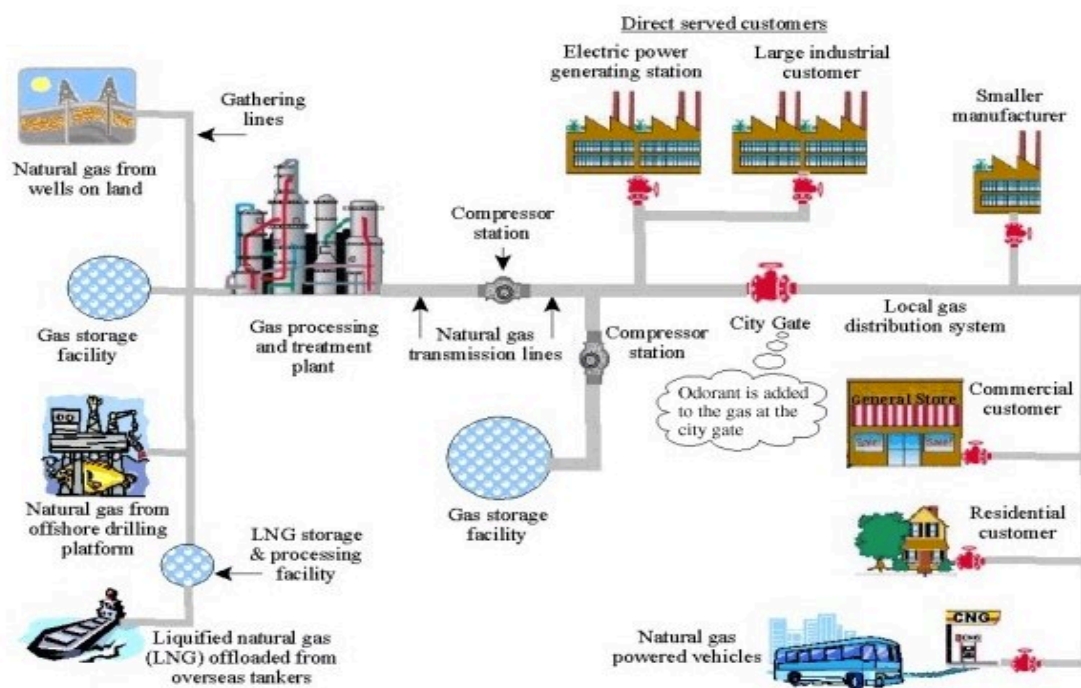 Direct served customers
Electric power
generating station
Large industrial
customer
Smaller
manufacturer
Gathering
lines
Natural gas from
wells on land
Compressor
station
Gas storage
facility
Gas processing
and treatment
plant
Natural gas
transmission lines
Compressor
station
City Gate
Local gas
distribution system
Odorant is added
to the gas at the
city gate
General Store
Sale!
Sale!
Commercial
customer
Natural gas from
offshore drilling
platform
Gas storage
facility
LNG storage
& processing
facility
Residential
customer
Liquified natural gas
(LNG) offloaded from
overseas tankers
Natural gas
powered vehicles
CNG
CNG